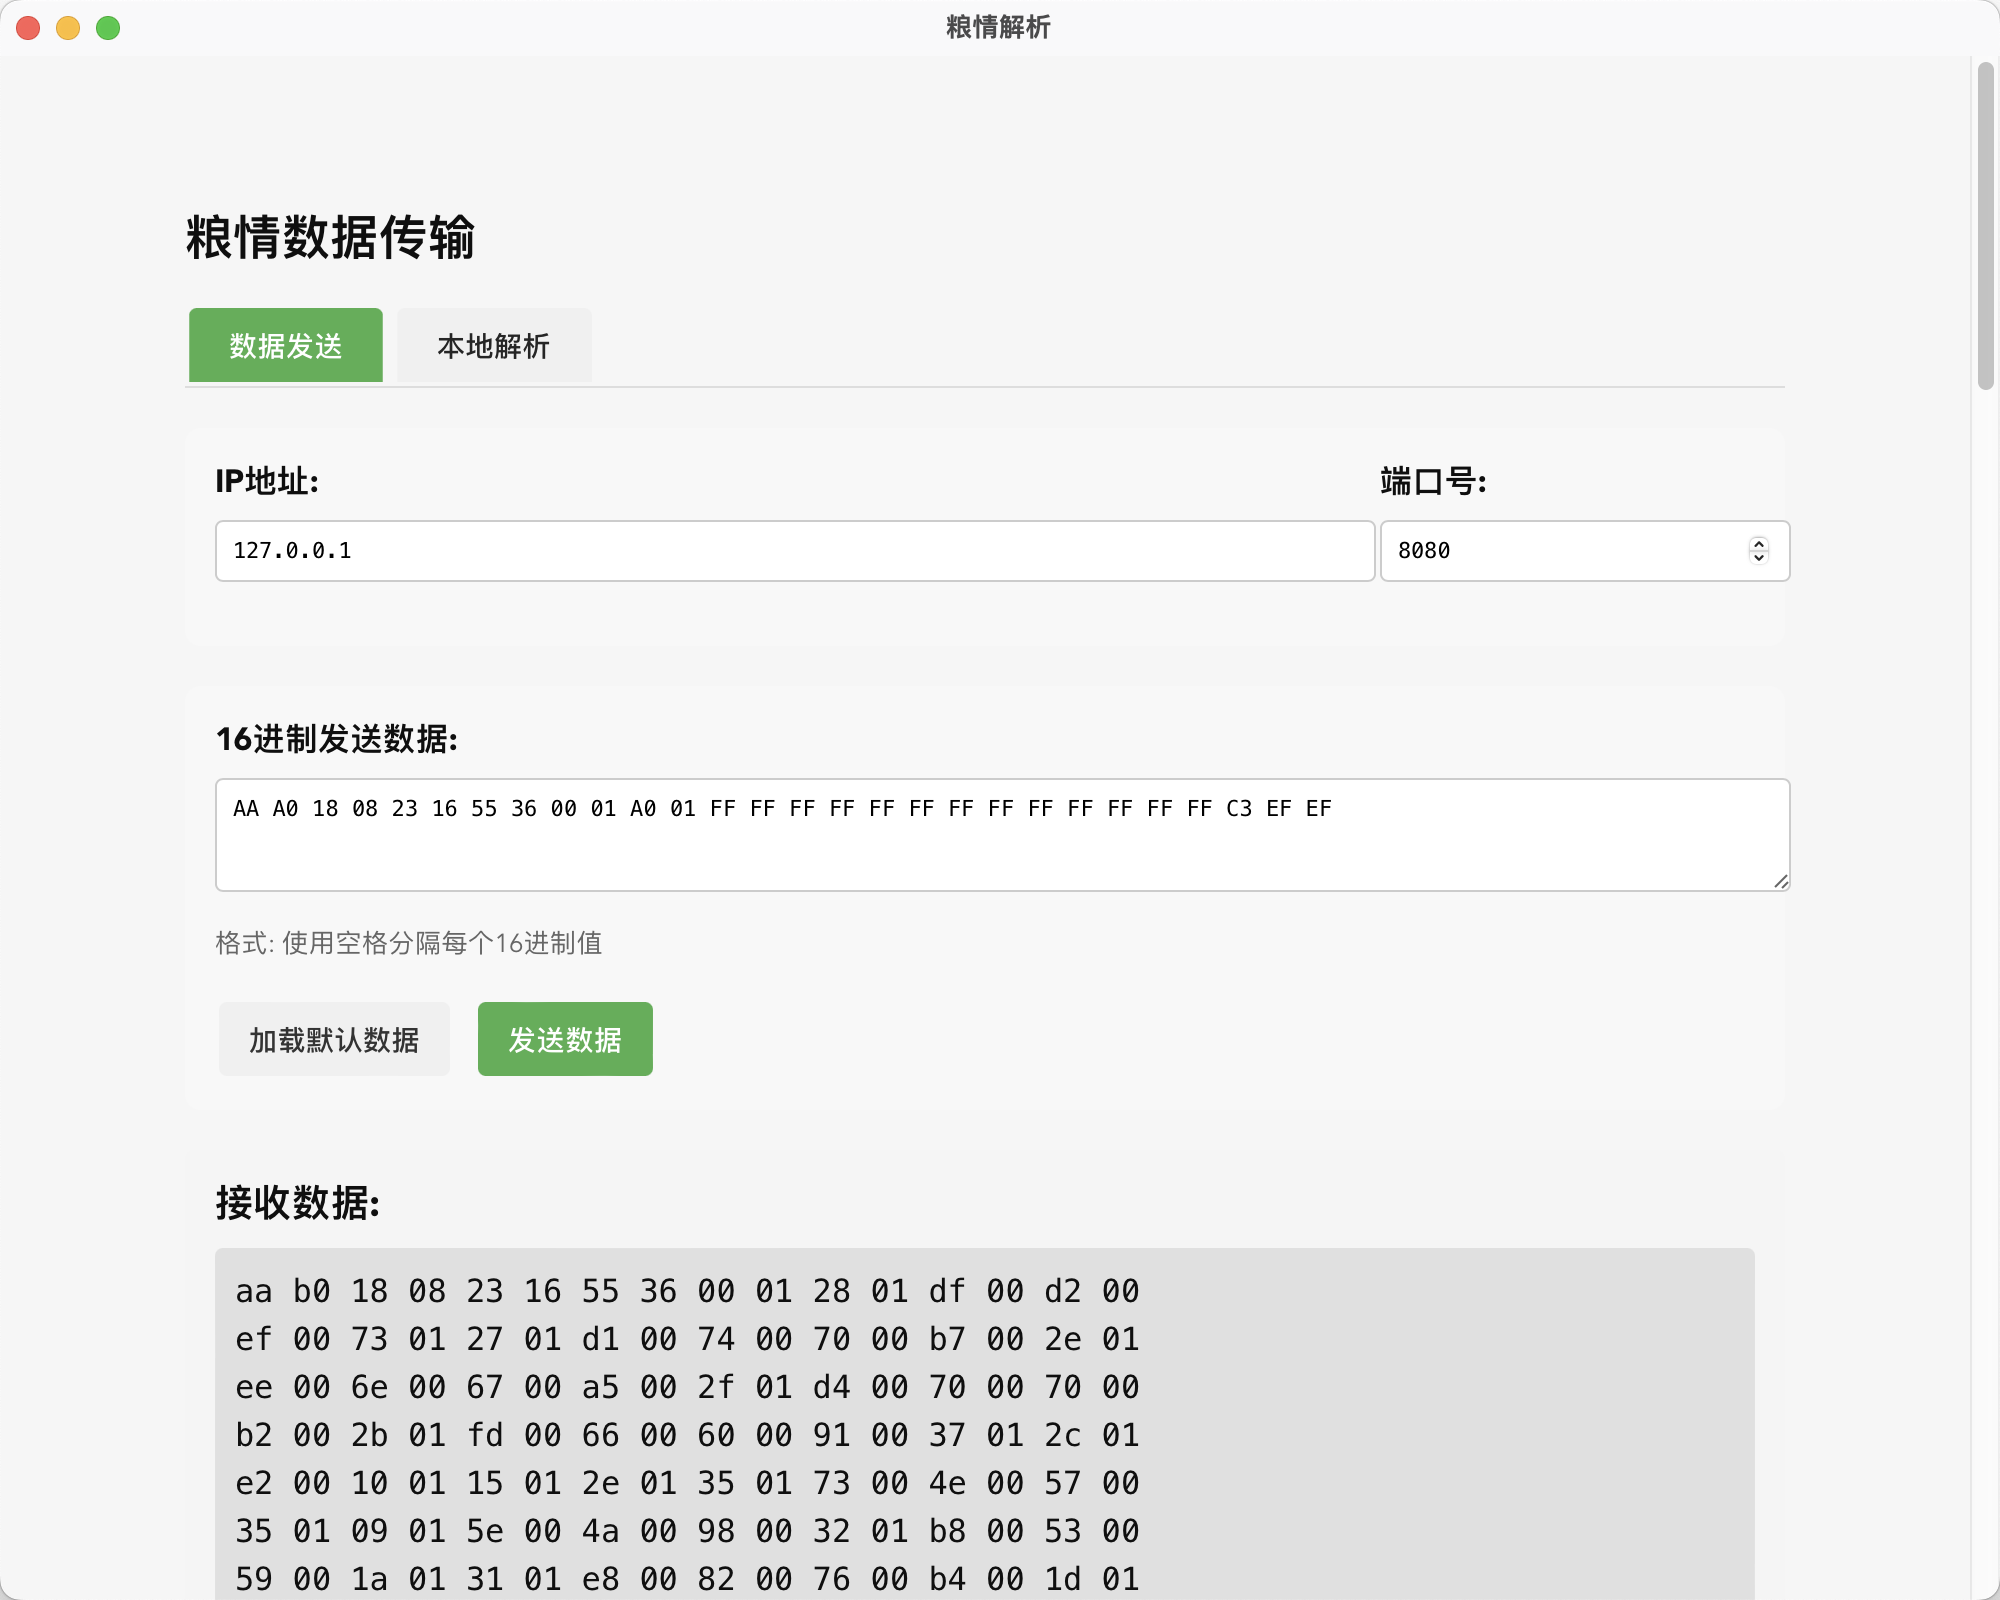 粮情解析
粮情数据传输
数据发送 本地解析
IP地址: 端口号:
127.0.0.1 8080
16进制发送数据:
AA A0 18 08 23 16 55 36 00 01 A0 01 FF FF FF FF FF FF FF FF FF FF FF FF FF C3 EF EF
格式: 使用空格分隔每个16进制值
加载默认数据 发送数据
接收数据:
aa b0 18 08 23 16 55 36 00 01 28 01 df 00 d2 00
ef 00 73 01 27 01 d1 00 74 00 70 00 b7 00 2e 01
ee 00 6e 00 67 00 a5 00 2f 01 d4 00 70 00 70 00
b2 00 2b 01 fd 00 66 00 60 00 91 00 37 01 2c 01
e2 00 10 01 15 01 2e 01 35 01 73 00 4e 00 57 00
35 01 09 01 5e 00 4a 00 98 00 32 01 b8 00 53 00
59 00 1a 01 31 01 e8 00 82 00 76 00 b4 00 1d 01